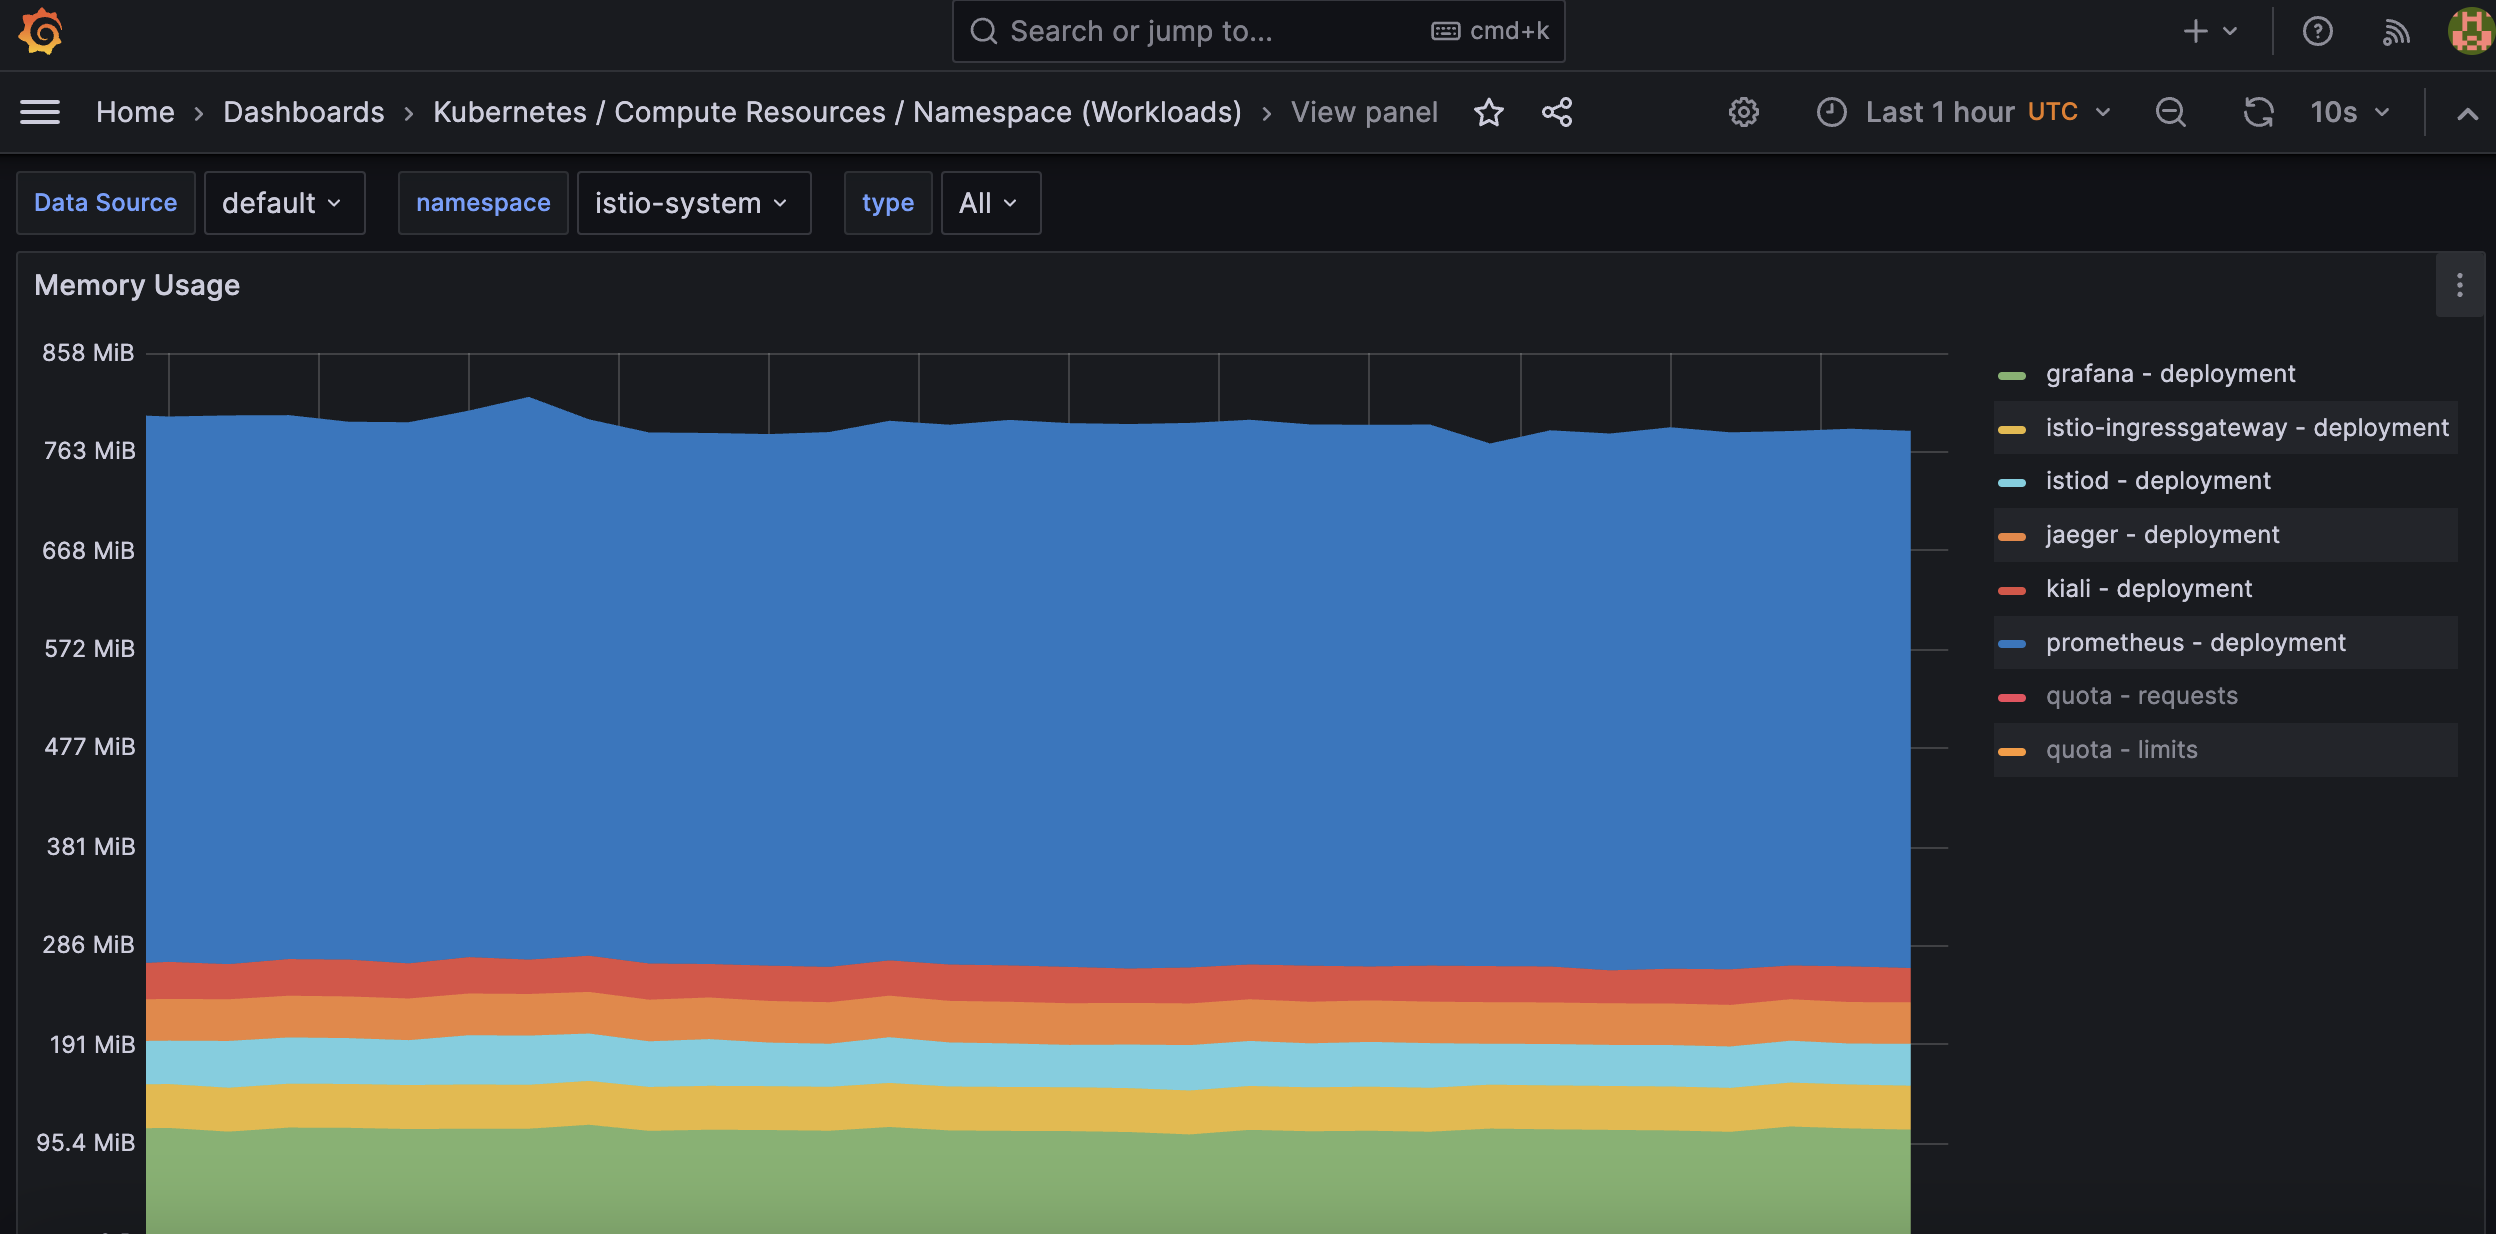 Search or jump to... cmd+k
Home › Dashboards › Kubernetes / Compute Resources / Namespace (Workloads) › View panel Last 1 hour UTC 10s
Data Source default namespace istio-system type All
Memory Usage
858 MiB
763 MiB
668 MiB
572 MiB
477 MiB
381 MiB
286 MiB
191 MiB
95.4 MiB
grafana - deployment
istio-ingressgateway - deployment
istiod - deployment
jaeger - deployment
kiali - deployment
prometheus - deployment
quota - requests
quota - limits